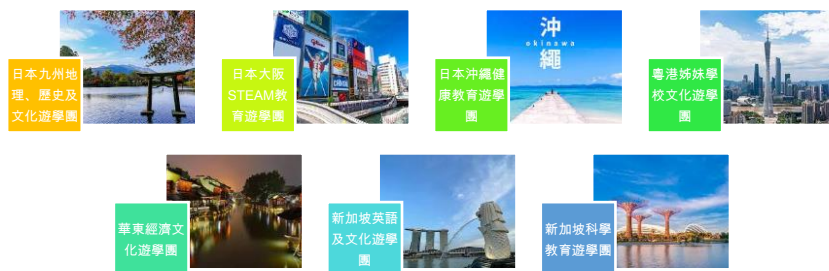 日本九州地
理、歷史及
文化遊學團
日本大阪
STEAM教
育遊學團
glico
日本沖繩健
康教育遊學
團
沖
okinawa
繩
粵港姊妹學
校文化遊學
團
華東經濟文
化遊學團
新加坡英語
及文化遊學
團
新加坡科學
教育遊學團